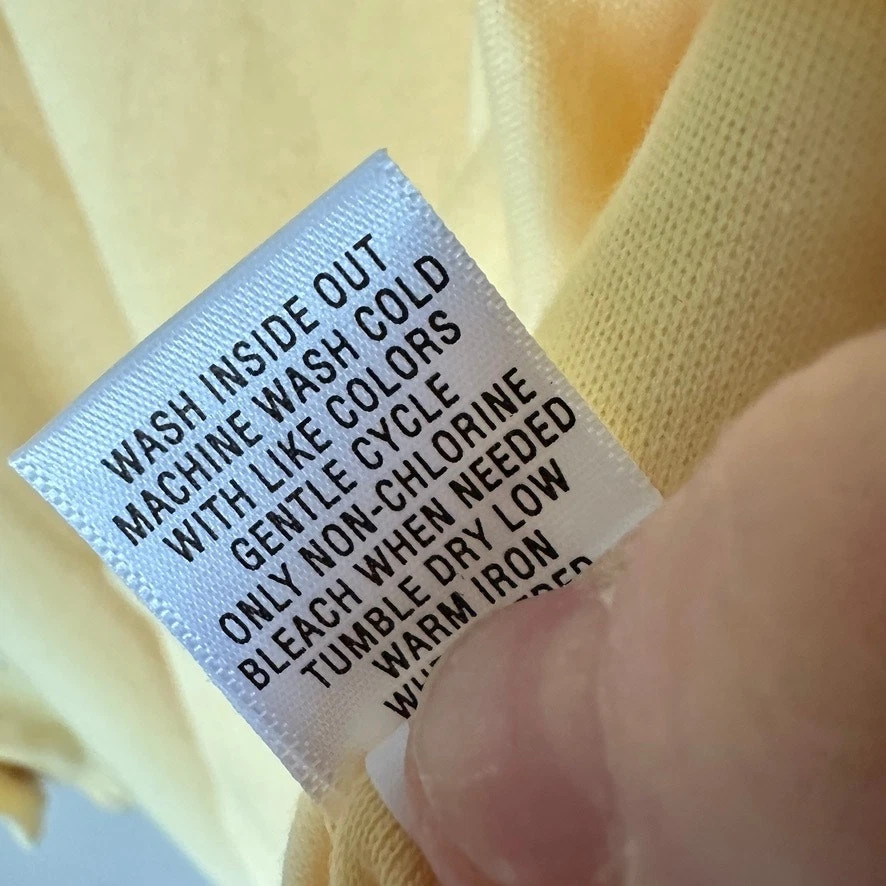 WASH INSIDE OUT
MACHINE WASH COLD
WITH LIKE COLORS
GENTLE CYCLE
ONLY NON-CHLORINE
BLEACH WHEN NEEDED
TUMBLE DRY LOW
WARM IRON